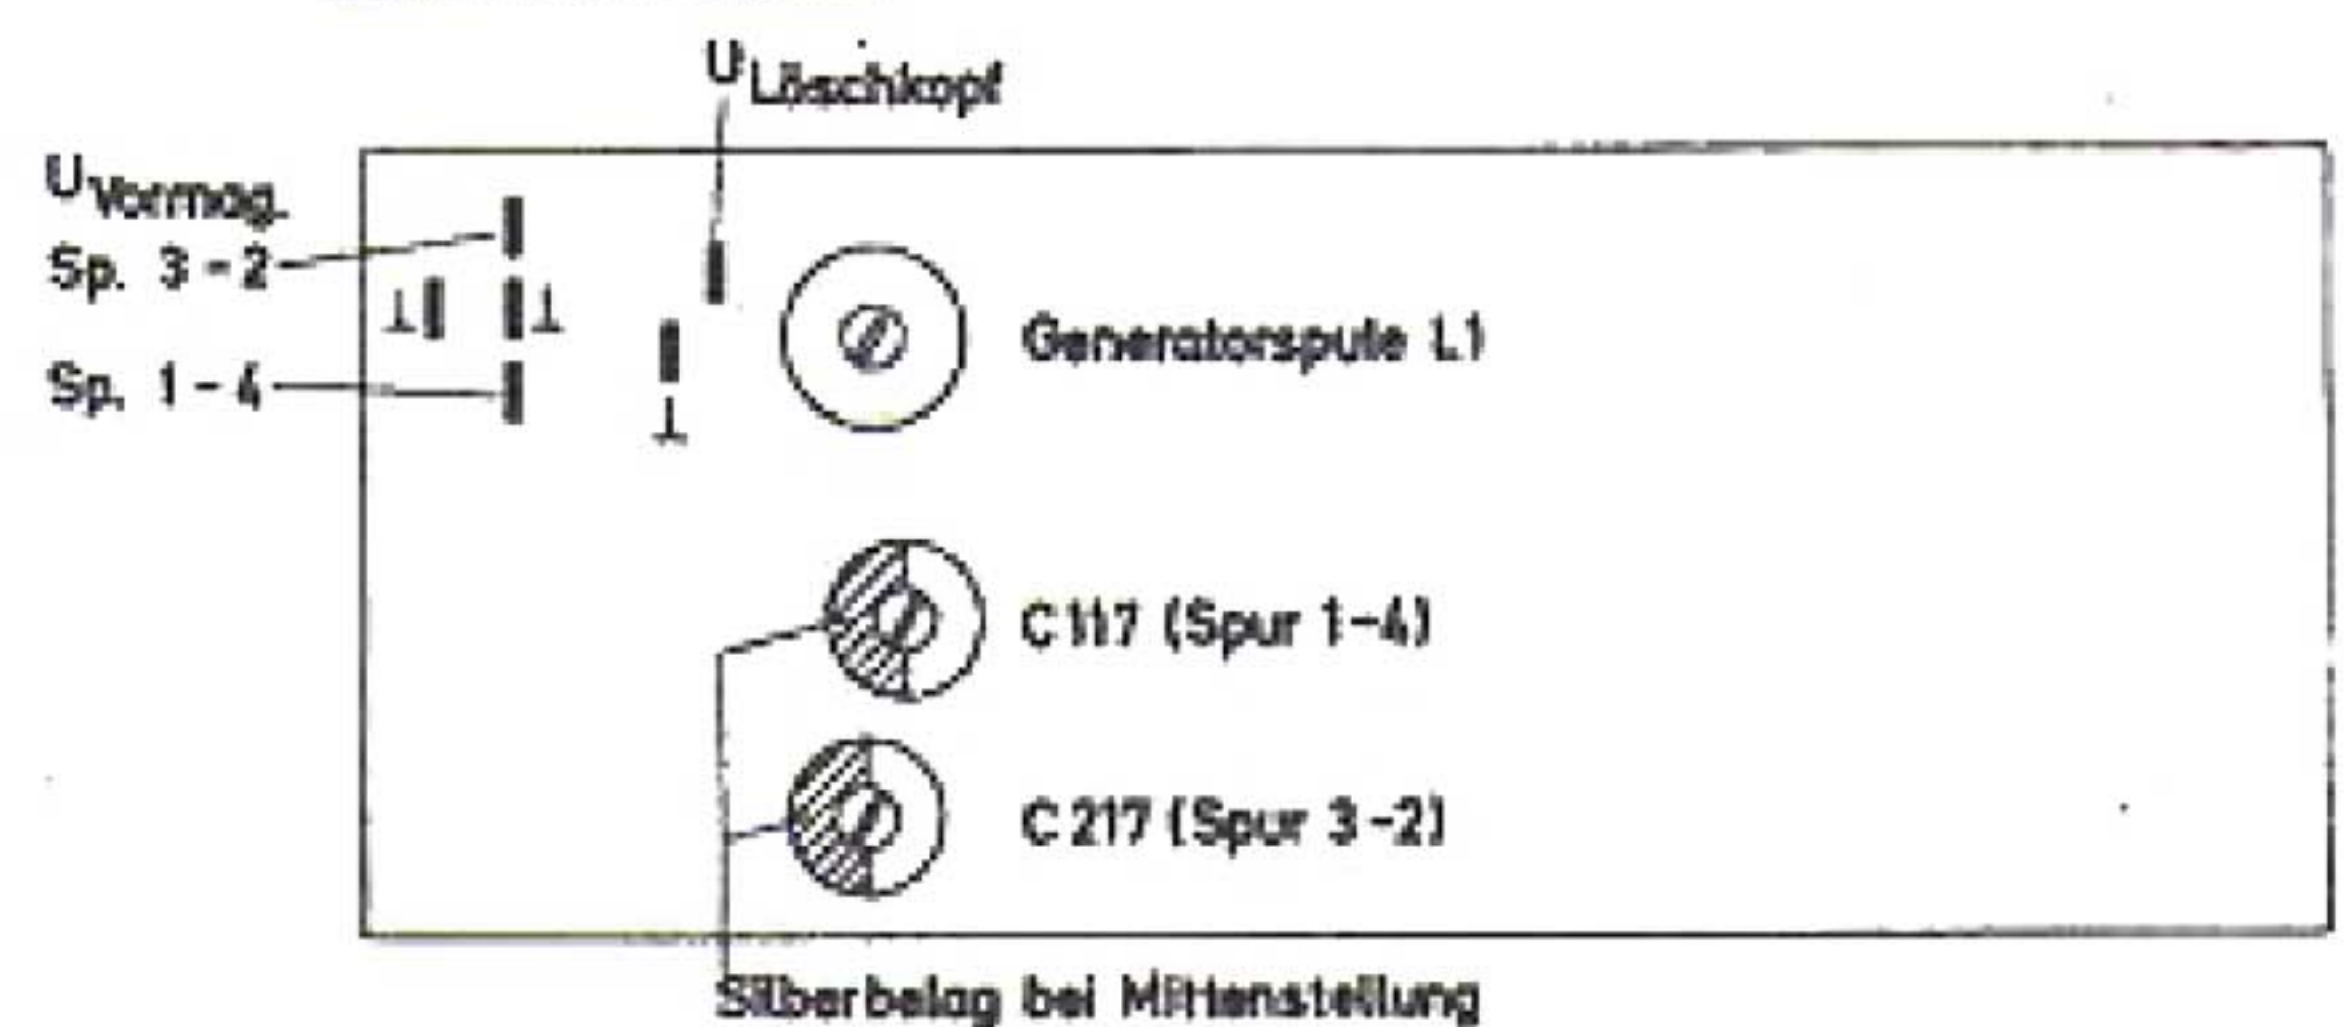 U Löschkopf
U Vormag.
Sp. 3-2
⊥ ⊥
Generatorspule L1
Sp. 1-4
⊥
C 117 (Spur 1-4)
C 217 (Spur 3-2)
Silberbelag bei Mittenstellung